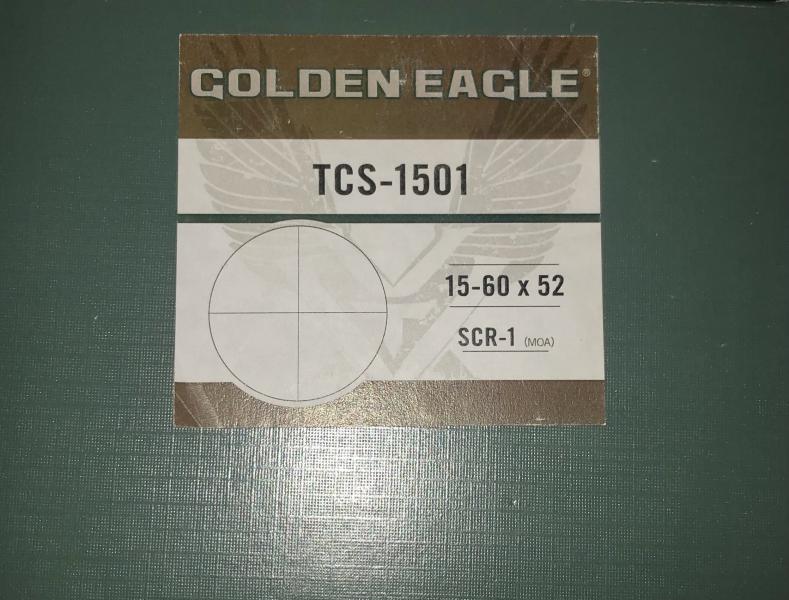 GOLDEN EAGLE®
TCS-1501
15-60 x 52
SCR-1 (MOA)